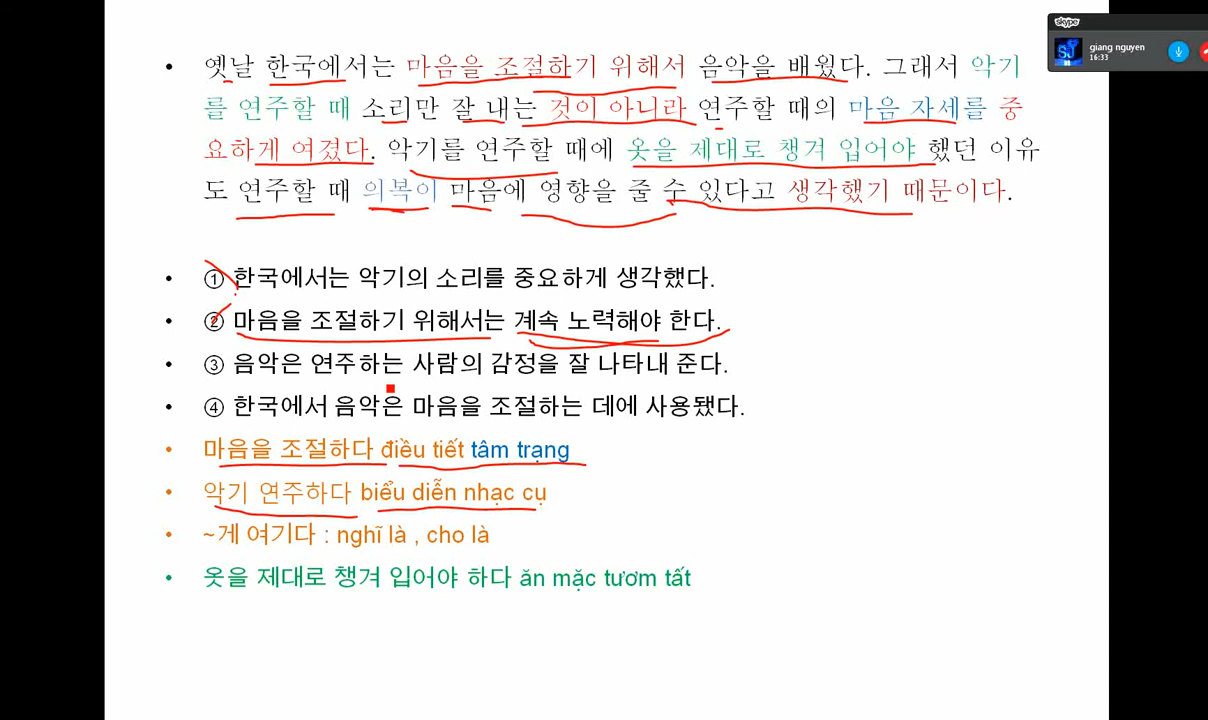 skype
giang nguyen
16:33
• 옛날 한국에서는 마음을 조절하기 위해서 음악을 배웠다. 그래서 악기
를 연주할 때 소리만 잘 내는 것이 아니라 연주할 때의 마음 자세를 중
요하게 여겼다. 악기를 연주할 때에 옷을 제대로 챙겨 입어야 했던 이유
도 연주할 때 의복이 마음에 영향을 줄 수 있다고 생각했기 때문이다.
• ① 한국에서는 악기의 소리를 중요하게 생각했다.
• ② 마음을 조절하기 위해서는 계속 노력해야 한다.
• ③ 음악은 연주하는 사람의 감정을 잘 나타내 준다.
• ④ 한국에서 음악은 마음을 조절하는 데에 사용됐다.
• 마음을 조절하다 điều tiết tâm trạng
• 악기 연주하다 biểu diễn nhạc cụ
• ~게 여기다 : nghĩ là , cho là
• 옷을 제대로 챙겨 입어야 하다 ăn mặc tươm tất